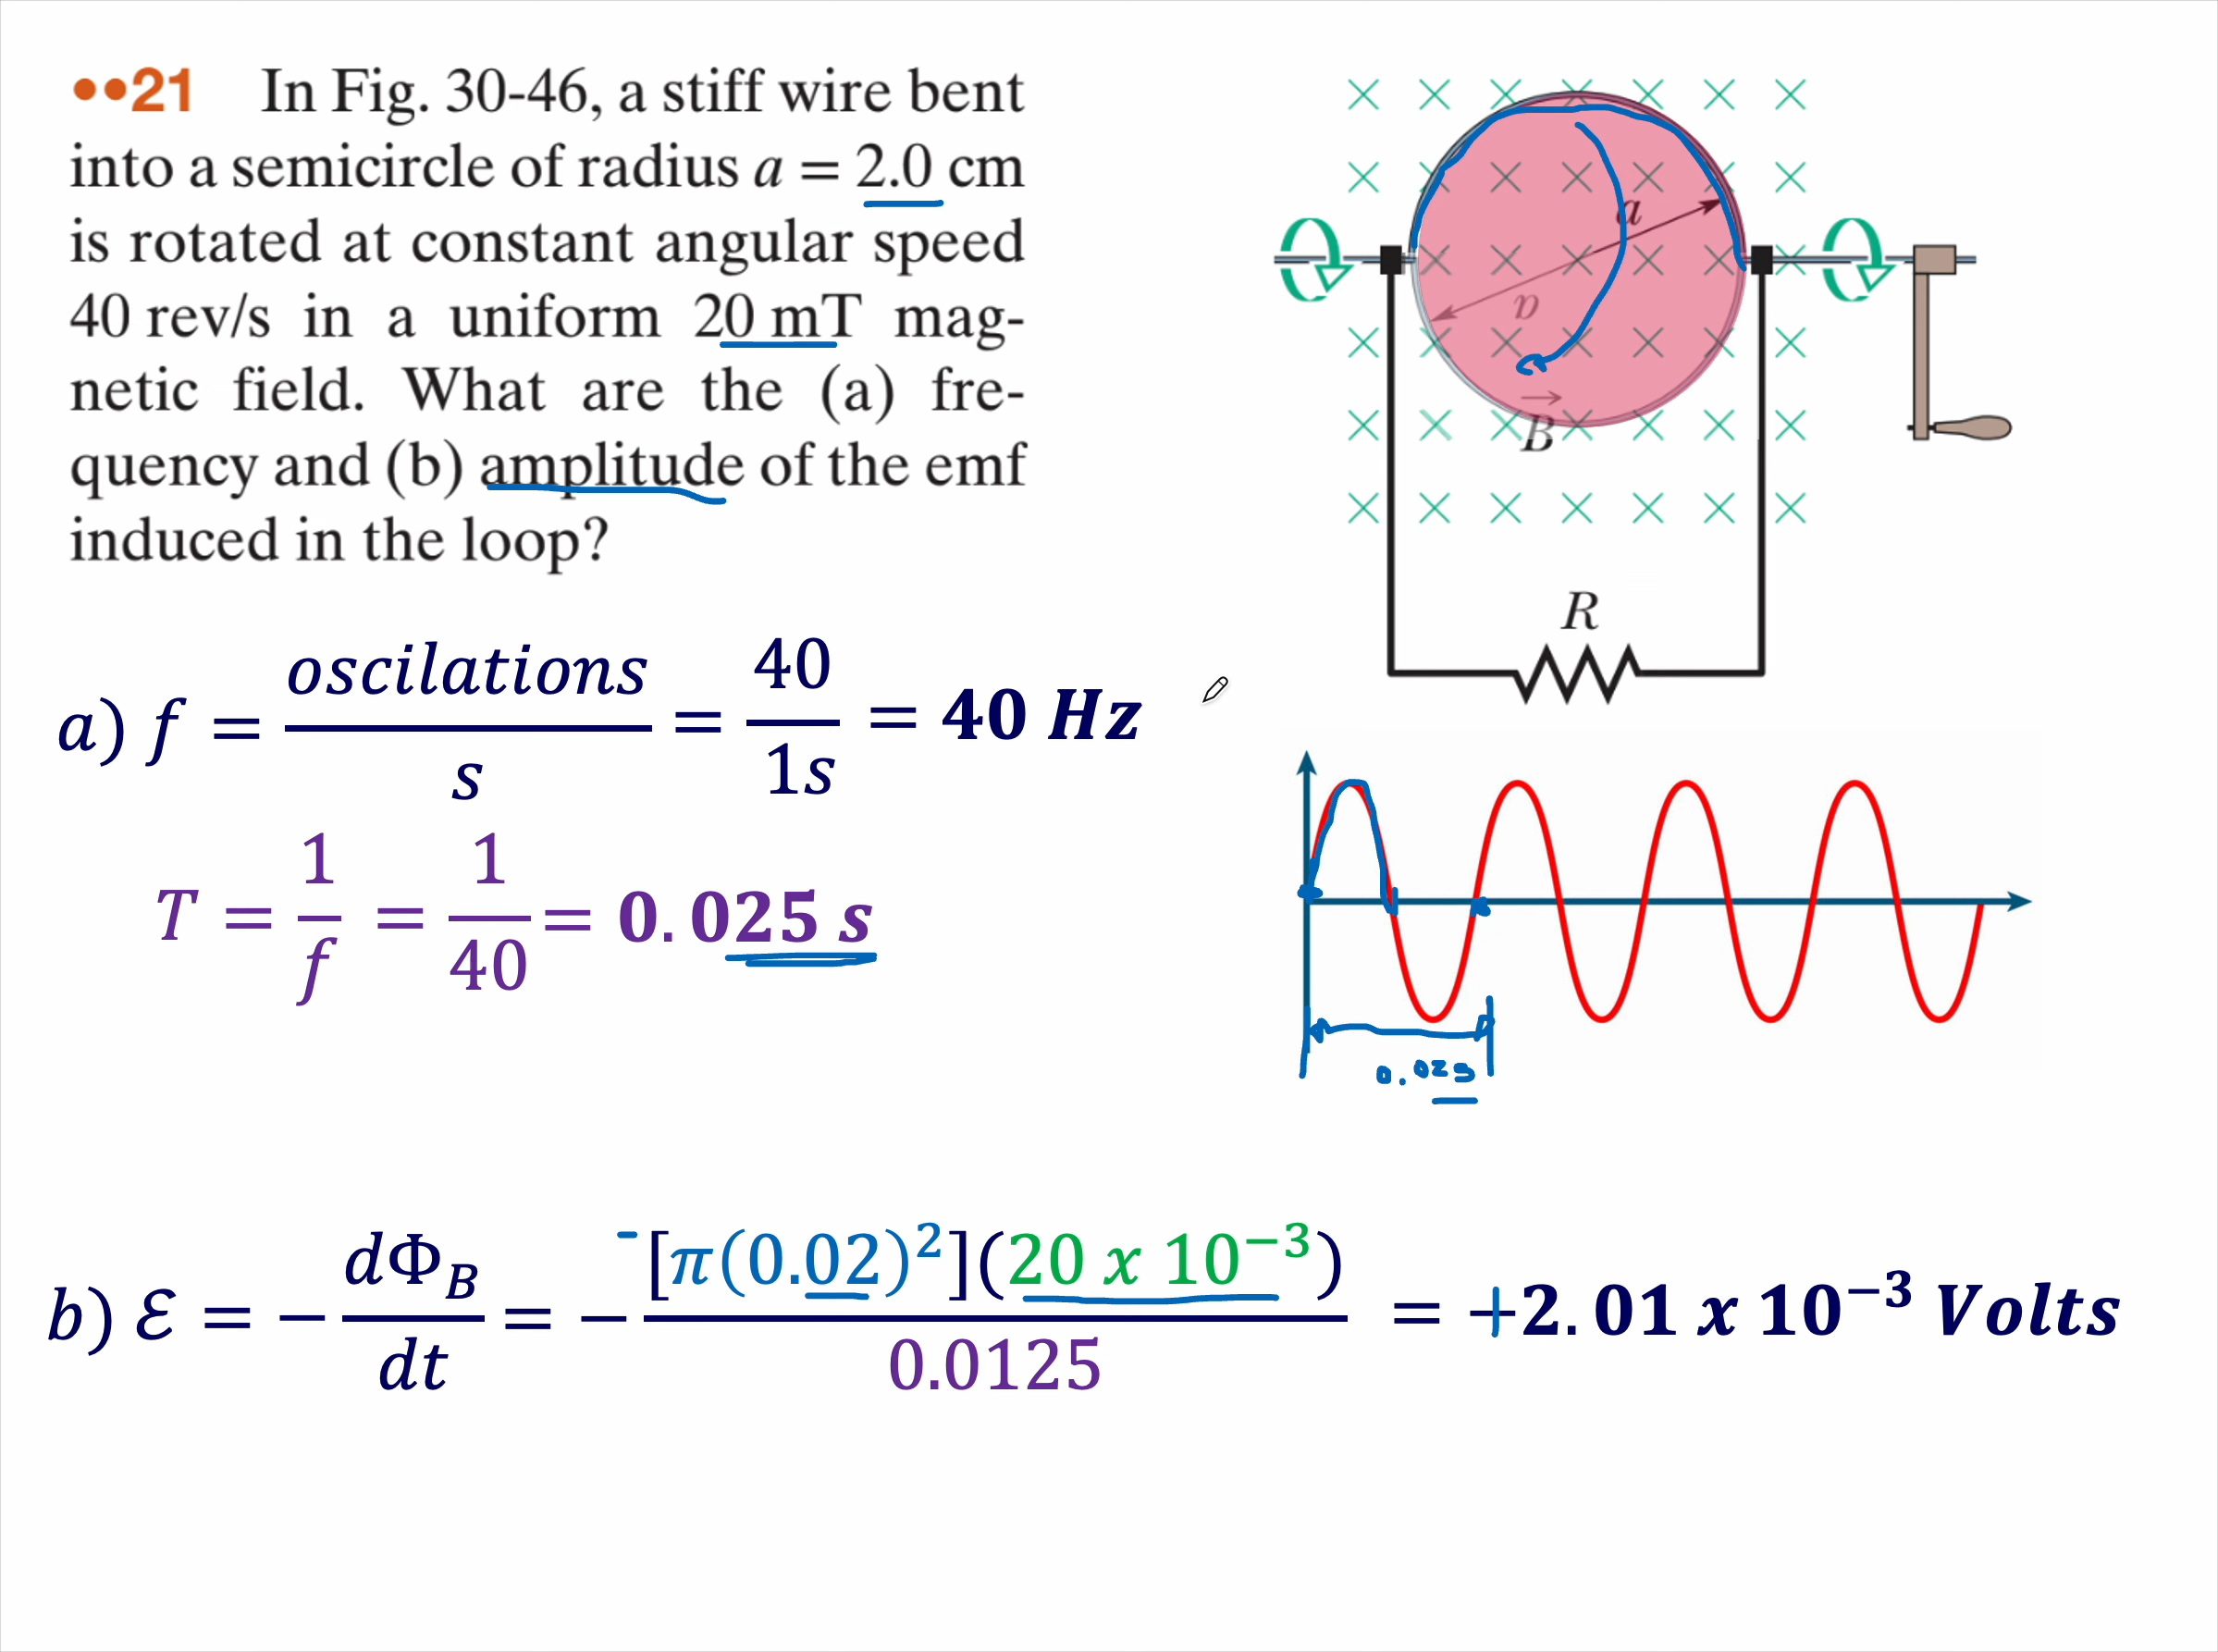 ••21 In Fig. 30-46, a stiff wire bent
into a semicircle of radius a = 2.0 cm
is rotated at constant angular speed
40 rev/s in a uniform 20 mT mag-
netic field. What are the (a) fre-
quency and (b) amplitude of the emf
induced in the loop?
a
a
B
R
a) f = oscilations / s = 40 / 1s = 40 Hz
T = 1 / f = 1 / 40 = 0.025 s
0.025
b) ℰ = − dΦ_B / dt = − -[π(0.02)²](20 x 10⁻³) / 0.0125 = +2.01 x 10⁻³ Volts